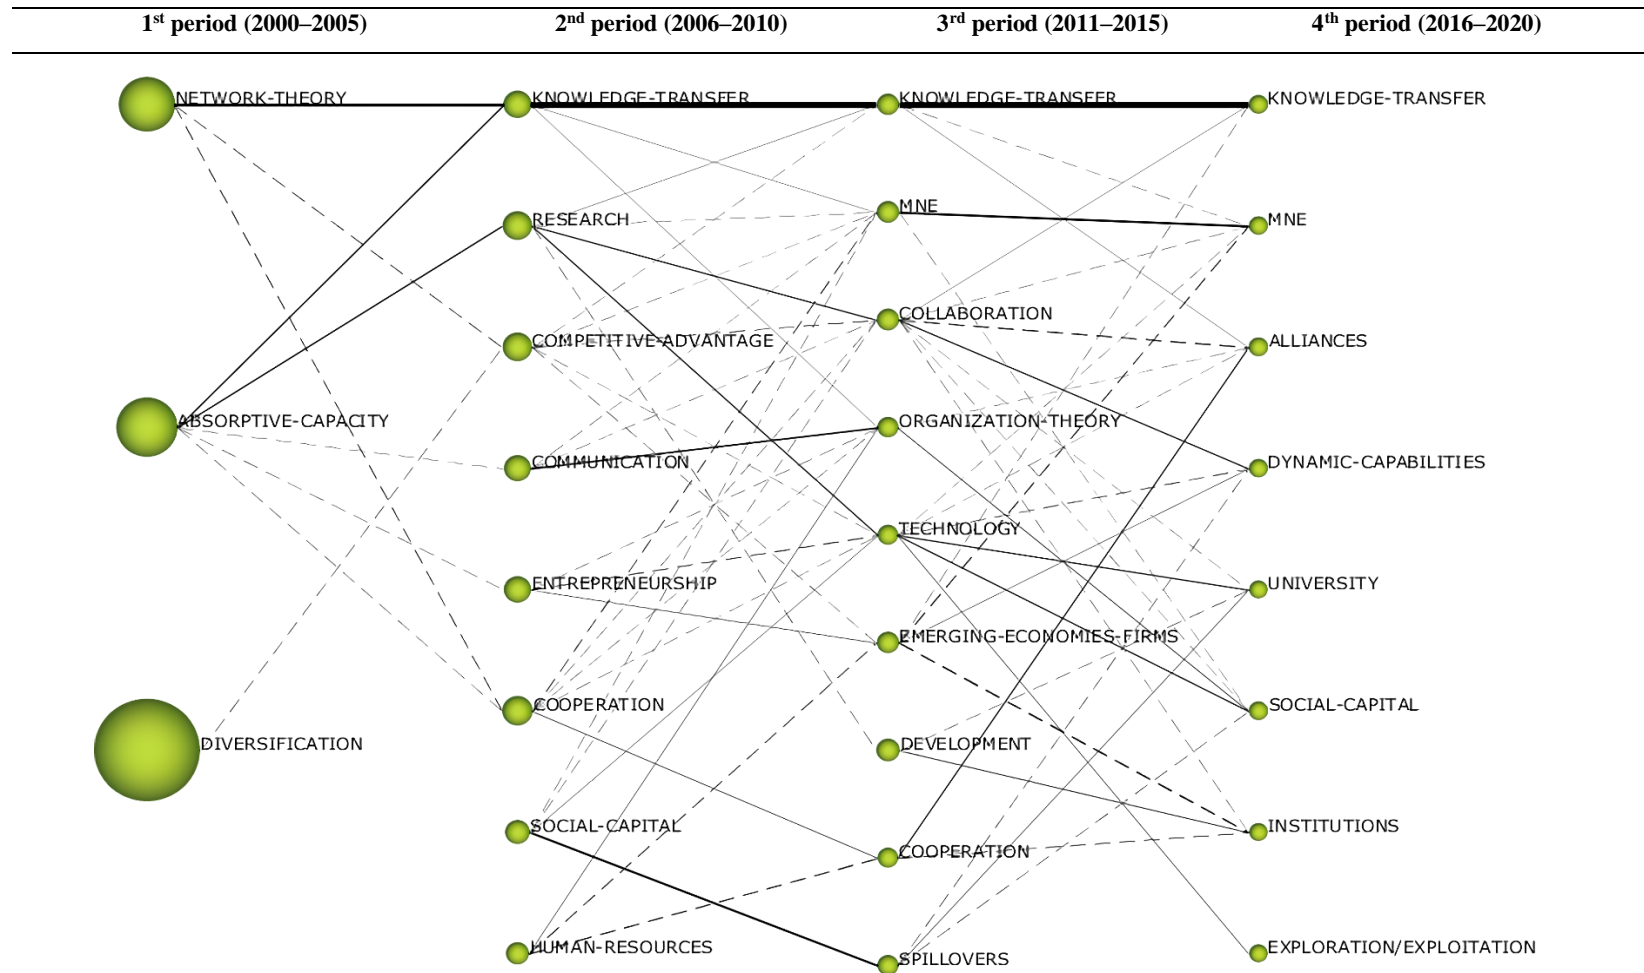 1st period (2000–2005) 2nd period (2006–2010) 3rd period (2011–2015) 4th period (2016–2020)
NETWORK-THEORY
ABSORPTIVE-CAPACITY
DIVERSIFICATION
KNOWLEDGE-TRANSFER
RESEARCH
COMPETITIVE-ADVANTAGE
COMMUNICATION
ENTREPRENEURSHIP
COOPERATION
SOCIAL-CAPITAL
HUMAN-RESOURCES
KNOWLEDGE-TRANSFER
MNE
COLLABORATION
ORGANIZATION-THEORY
TECHNOLOGY
EMERGING-ECONOMIES-FIRMS
DEVELOPMENT
COOPERATION
SPILLOVERS
KNOWLEDGE-TRANSFER
MNE
ALLIANCES
DYNAMIC-CAPABILITIES
UNIVERSITY
SOCIAL-CAPITAL
INSTITUTIONS
EXPLORATION/EXPLOITATION